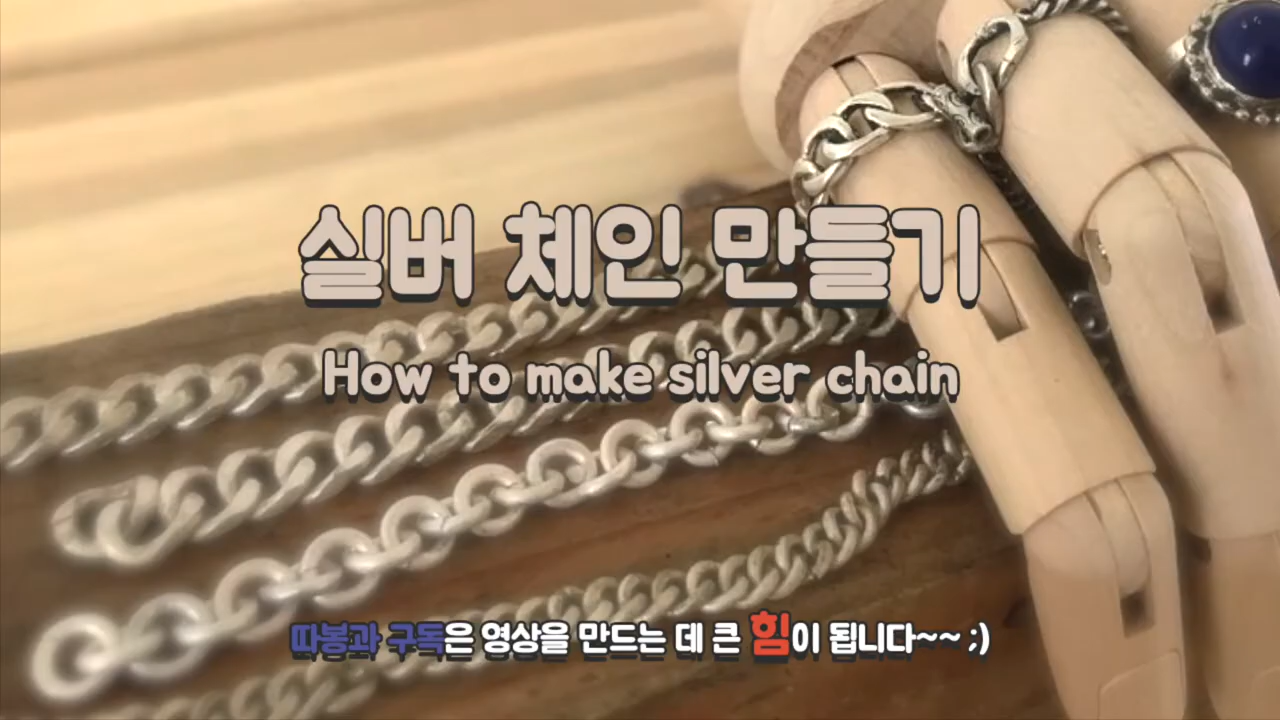 실버 체인 만들기
How to make silver chain
따봉과 구독은 영상을 만드는 데 큰 힘이 됩니다~~ ;)